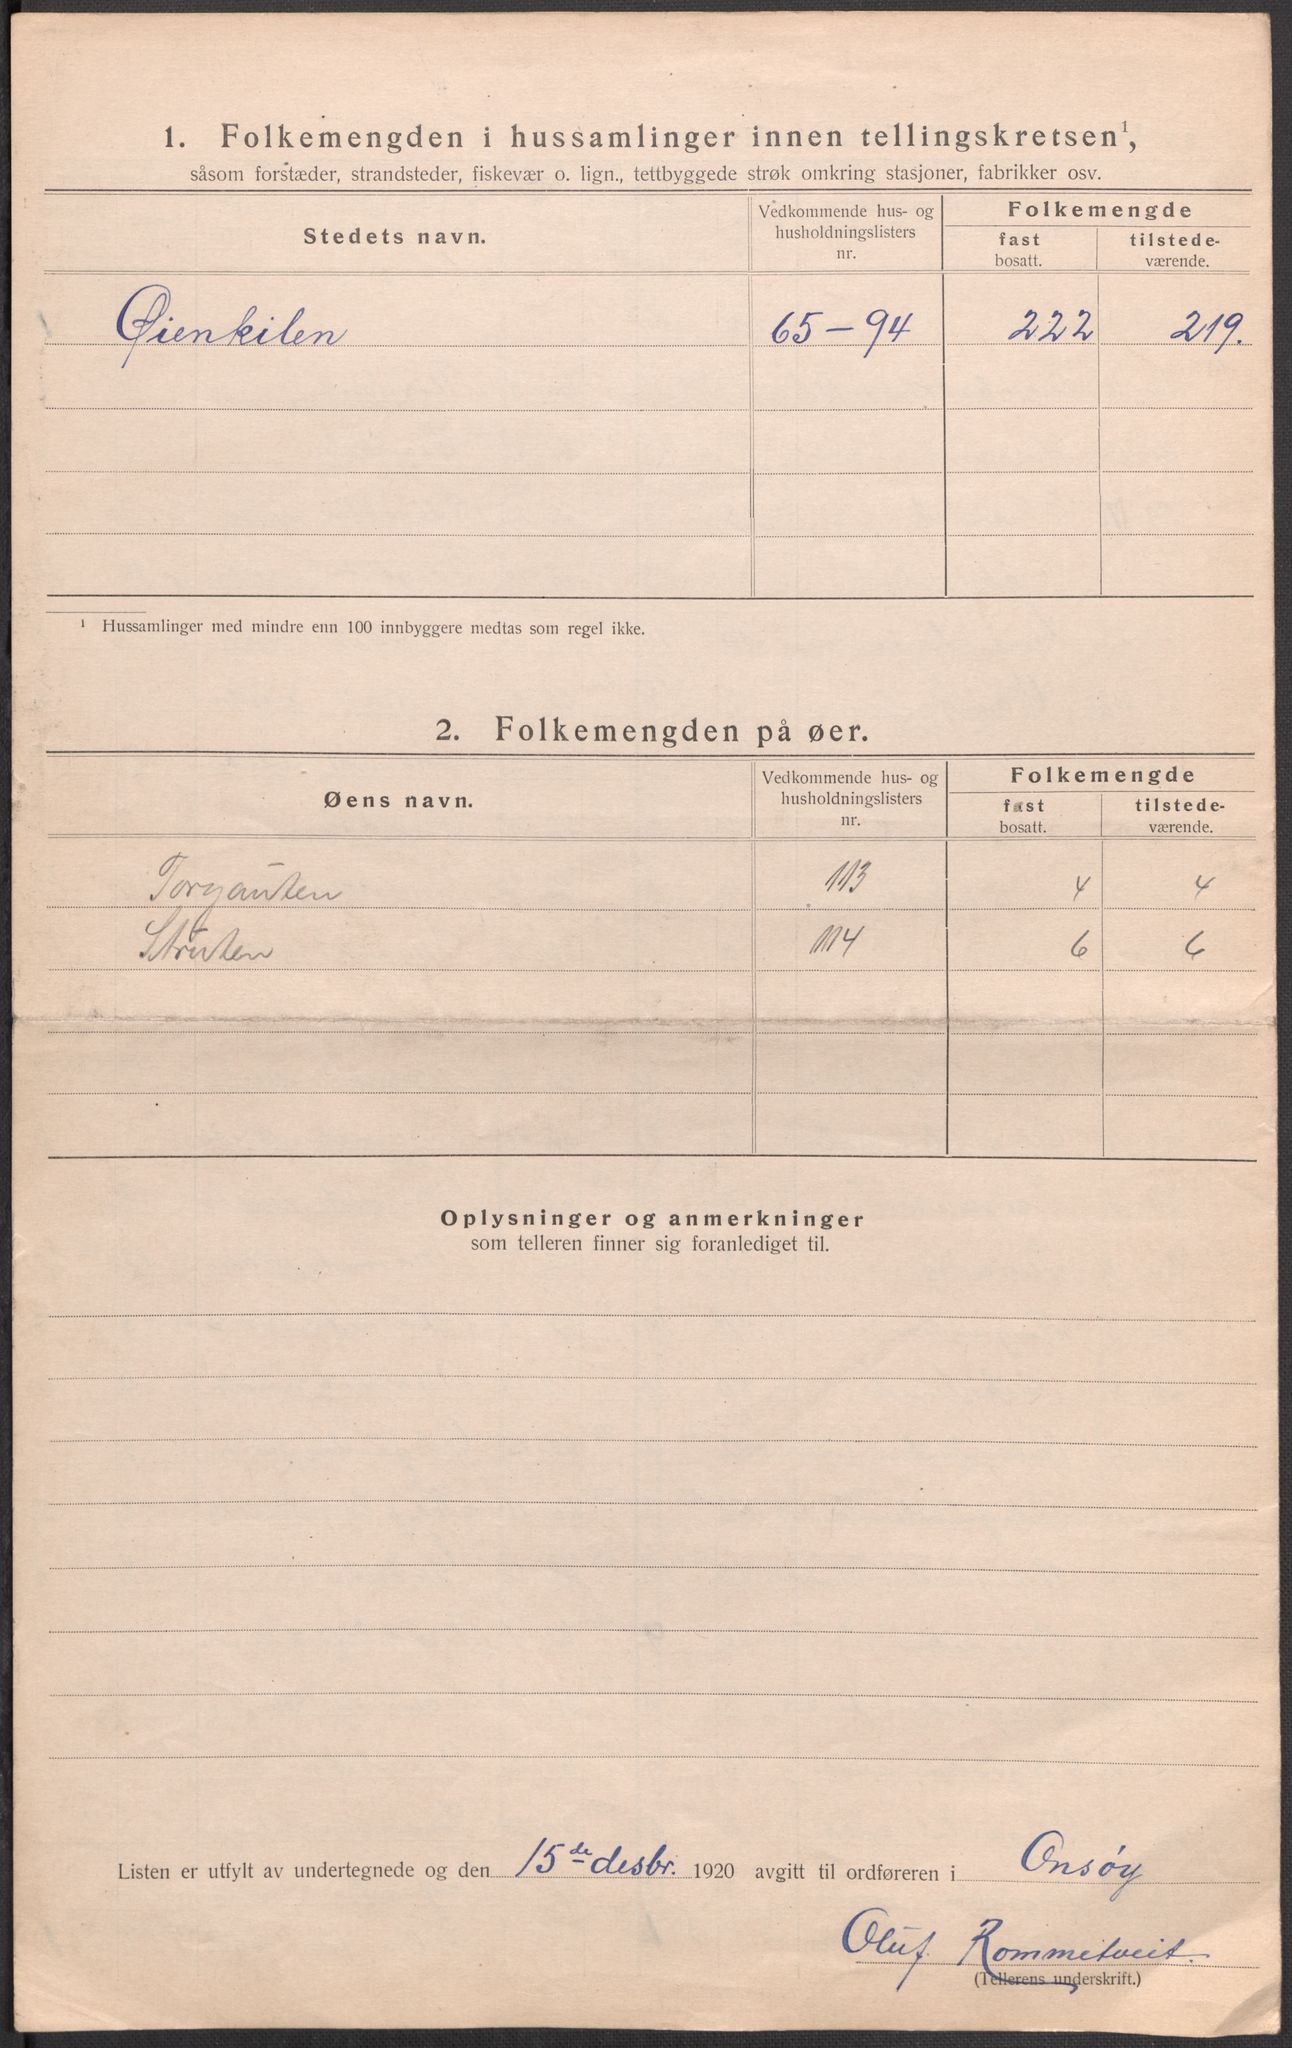 1. Folkemengden i hussamlinger innen tellingskretsen¹,
såsom forstæder, strandsteder, fiskevær o. lign., tettbyggede strøk omkring stasjoner, fabrikker osv.
Stedets navn.
Vedkommende hus- og husholdningslisters nr.
Folkemengde
fast bosatt.
tilstede-værende.
Øienkilen 65-94 222 219.
¹ Hussamlinger med mindre enn 100 innbyggere medtas som regel ikke.
2. Folkemengden på øer.
Øens navn.
Vedkommende hus- og husholdningslisters nr.
Folkemengde
fast bosatt.
tilstede-værende.
Torgauten 113 4 4
Struten 114 6 6
Oplysninger og anmerkninger
som telleren finner sig foranlediget til.
Listen er utfylt av undertegnede og den 15de desbr. 1920 avgitt til ordføreren i Onsøy
Oluf Rommetveit.
(Tellerens underskrift.)